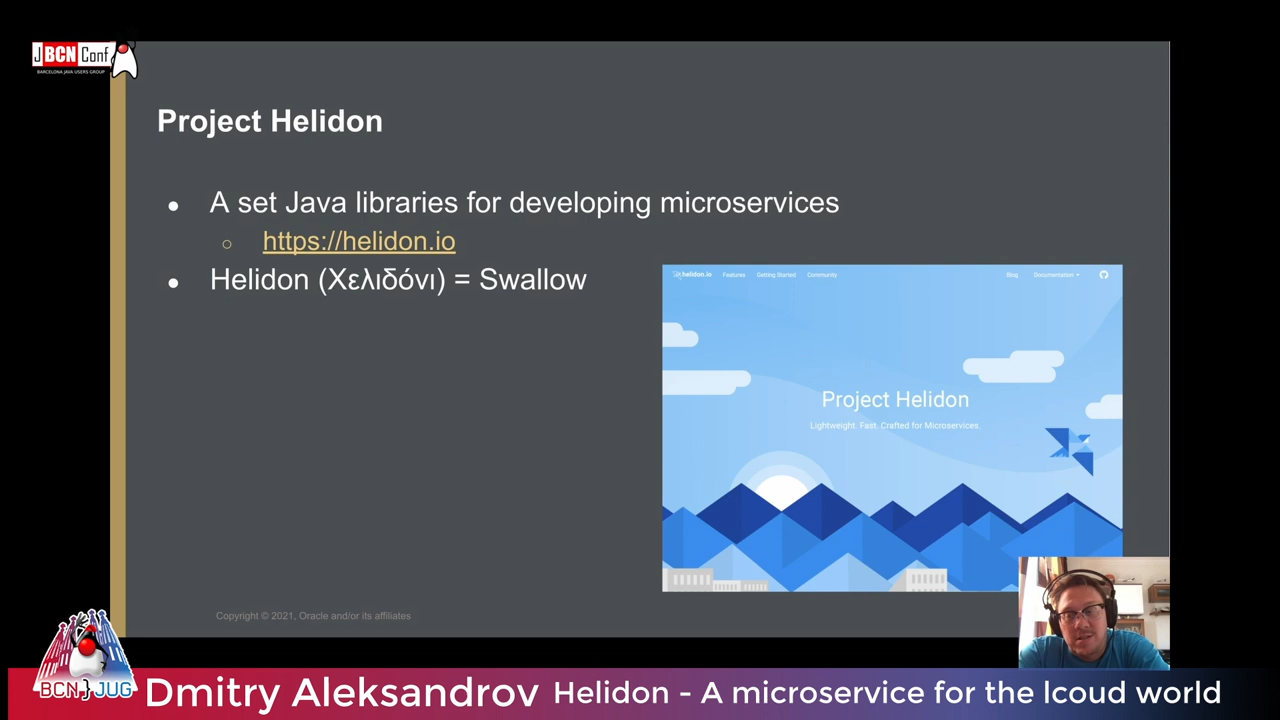 JBCNConf
BARCELONA JAVA USERS GROUP
Project Helidon
● A set Java libraries for developing microservices
○ https://helidon.io
● Helidon (Χελιδόνι) = Swallow
helidon.io Features Getting Started Community Blog Documentation
Project Helidon
Lightweight. Fast. Crafted for Microservices.
Copyright © 2021, Oracle and/or its affiliates
BCN JUG
Dmitry Aleksandrov Helidon - A microservice for the lcoud world